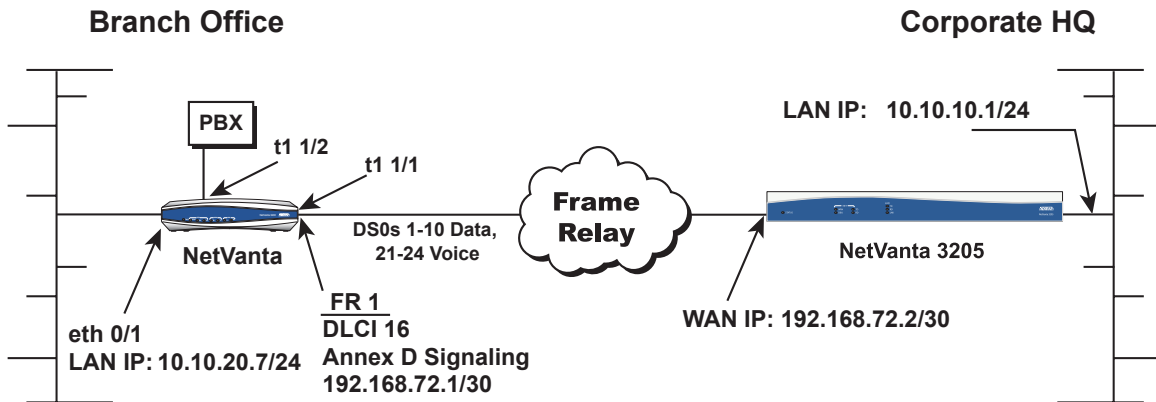 Branch Office
Corporate HQ
PBX
t1 1/2
t1 1/1
LAN IP: 10.10.10.1/24
DS0s 1-10 Data,
21-24 Voice
Frame
Relay
NetVanta
NetVanta 3205
eth 0/1
LAN IP: 10.10.20.7/24
FR 1
DLCI 16
Annex D Signaling
192.168.72.1/30
WAN IP: 192.168.72.2/30